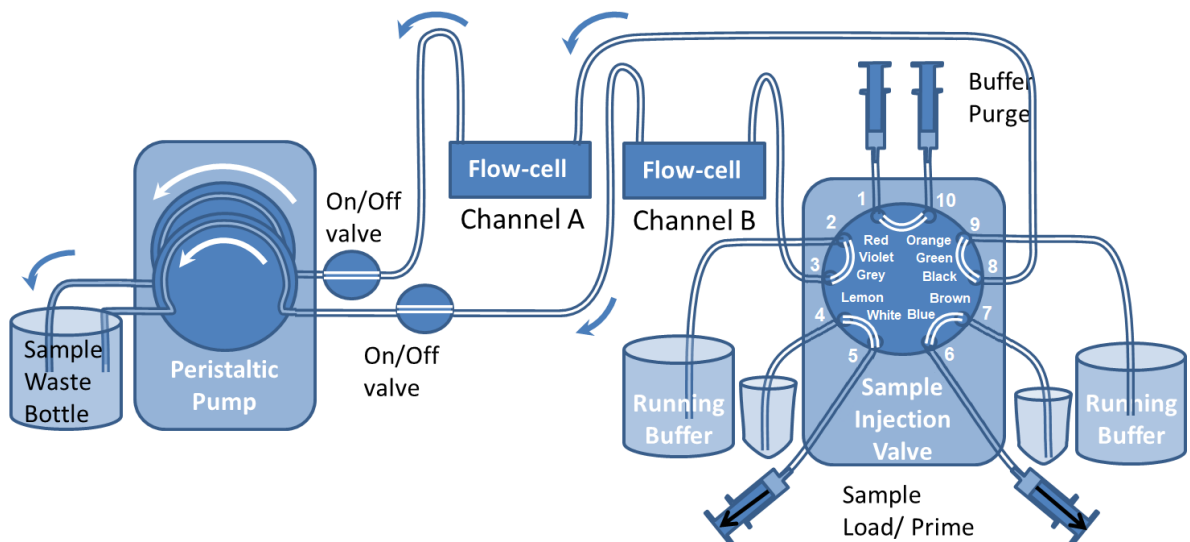 Buffer
Purge
Flow-cell
Flow-cell
Channel A
Channel B
On/Off
valve
On/Off
valve
1
10
2
9
3
8
4
7
5
6
Red
Orange
Violet
Green
Grey
Black
Lemon
Brown
White
Blue
Sample
Waste
Bottle
Peristaltic
Pump
Running
Buffer
Sample
Injection
Valve
Running
Buffer
Sample
Load/ Prime